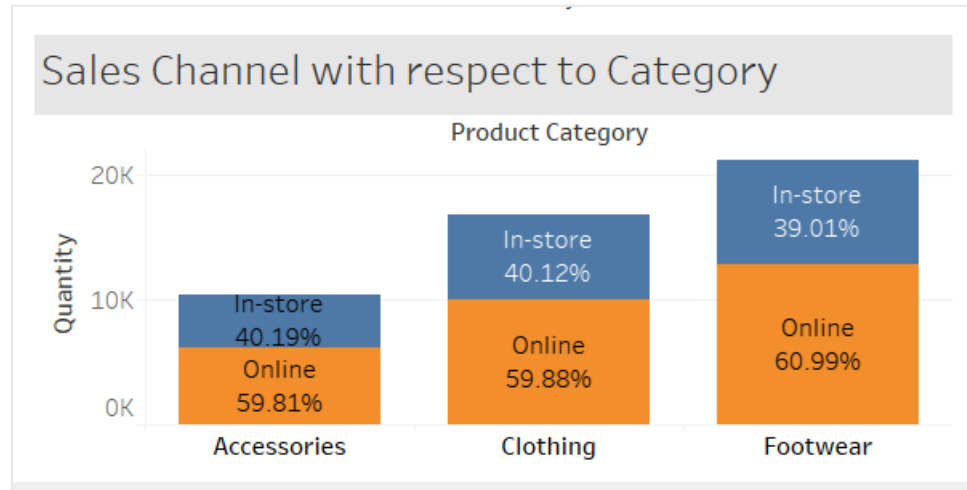 Sales Channel with respect to Category
Product Category
Quantity
20K
10K
0K
In-store
40.19%
Online
59.81%
In-store
40.12%
Online
59.88%
In-store
39.01%
Online
60.99%
Accessories
Clothing
Footwear